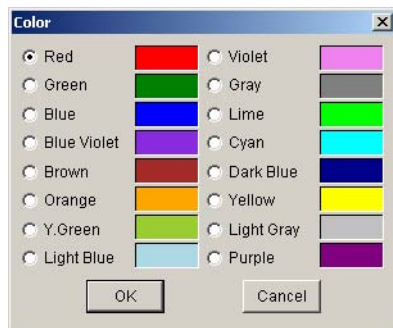 Color
Red Violet
Green Gray
Blue Lime
Blue Violet Cyan
Brown Dark Blue
Orange Yellow
Y.Green Light Gray
Light Blue Purple
OK Cancel